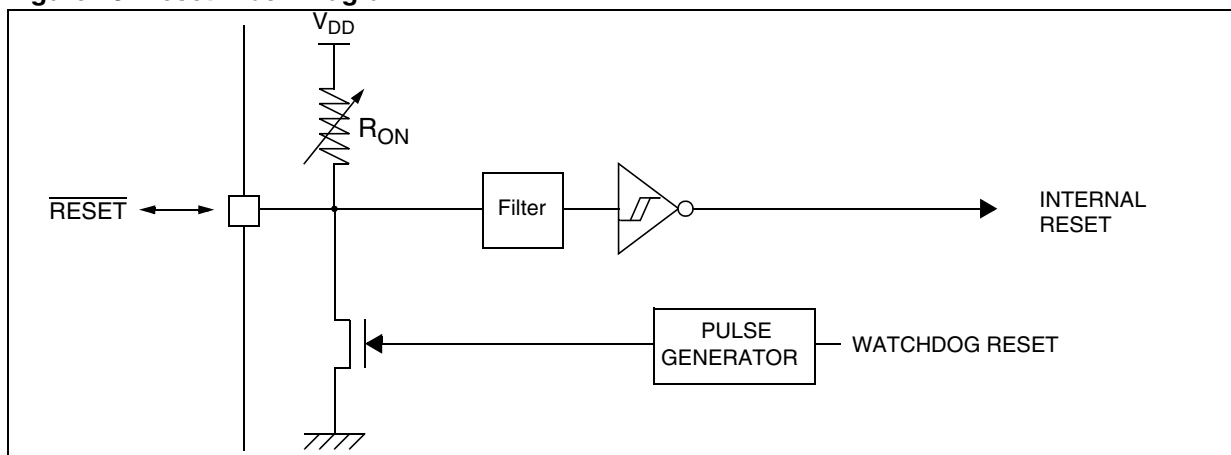 V_DD
R_ON
RESET
Filter
INTERNAL
RESET
PULSE
GENERATOR
WATCHDOG RESET